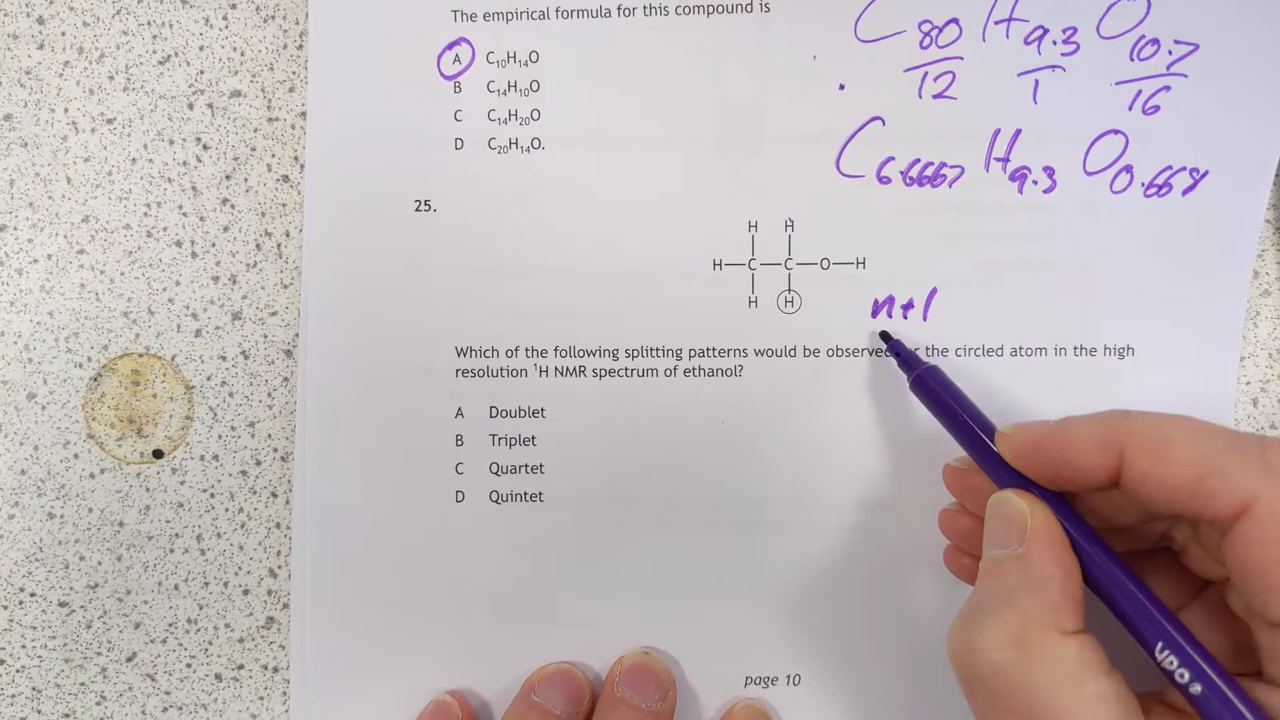 The empirical formula for this compound is
A C₁₀H₁₄O
B C₁₄H₁₀O
C C₁₄H₂₀O
D C₂₀H₁₄O.
C 80/12 H 9.3/1 O 10.7/16
C 6.6667 H 9.3 O 0.668
25.
H H
H—C—C—O—H
H H
n+1
Which of the following splitting patterns would be observed the circled atom in the high
resolution ¹H NMR spectrum of ethanol?
A Doublet
B Triplet
C Quartet
D Quintet
page 10
YPO